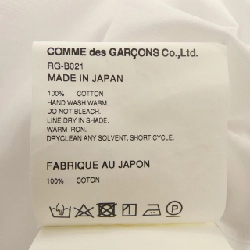 COMME des GARÇONS Co.,Ltd.
RG-B021
MADE IN JAPAN
100% COTTON
HAND WASH WARM.
DO NOT BLEACH.
LINE DRY IN SHADE.
WARM IRON.
DRYCLEAN ANY SOLVENT, SHORT CYCLE.
FABRIQUE AU JAPON
100% COTON